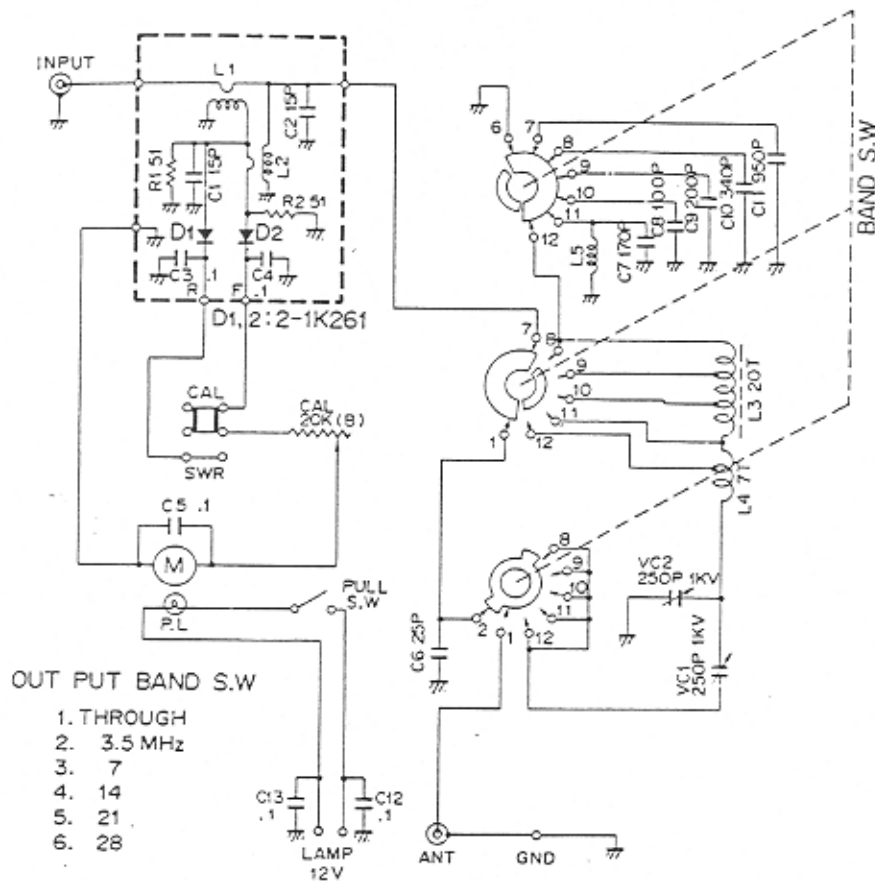 INPUT
L1
C2 15P
R1 51
C1 15P
L2
R2 51
D1
D2
C3 .1
C4 .1
R
F
D1, 2 : 2-1K261
CAL
CAL
20K(B)
SWR
C5 .1
M
P.L
PULL
S.W
OUT PUT BAND S.W
1. THROUGH
2. 3.5 MHz
3. 7
4. 14
5. 21
6. 28
C13
.1
C12
.1
LAMP
12V
6
7
8
9
10
11
12
L5
C7 170P
C8 100P
C9 200P
C10 340P
C11 950P
BAND S.W
7
8
9
10
11
12
1
L3 20T
L4 7T
8
9
10
11
12
1
2
C6 25P
VC2
250P 1KV
VC1
250P 1KV
ANT
GND